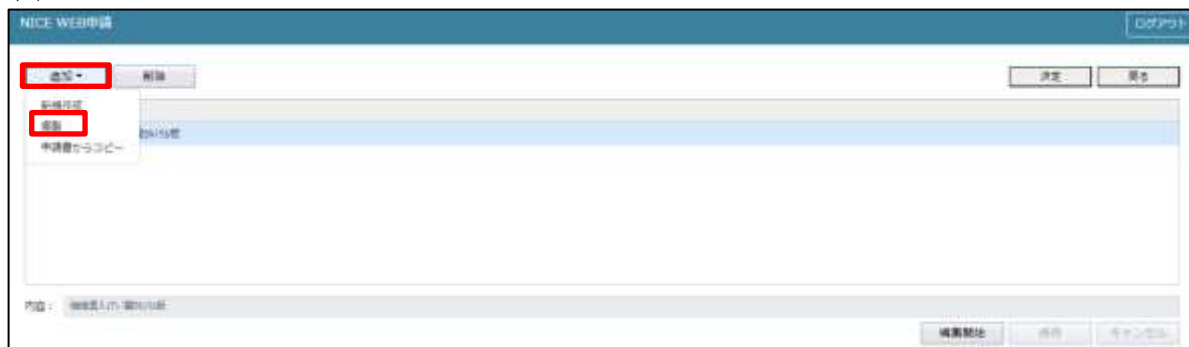 NICE WEB申請
ログアウト
追加▼
削除
決定
戻る
新規作成
複製
申請書からコピー
内容：
編集開始
保存
キャンセル